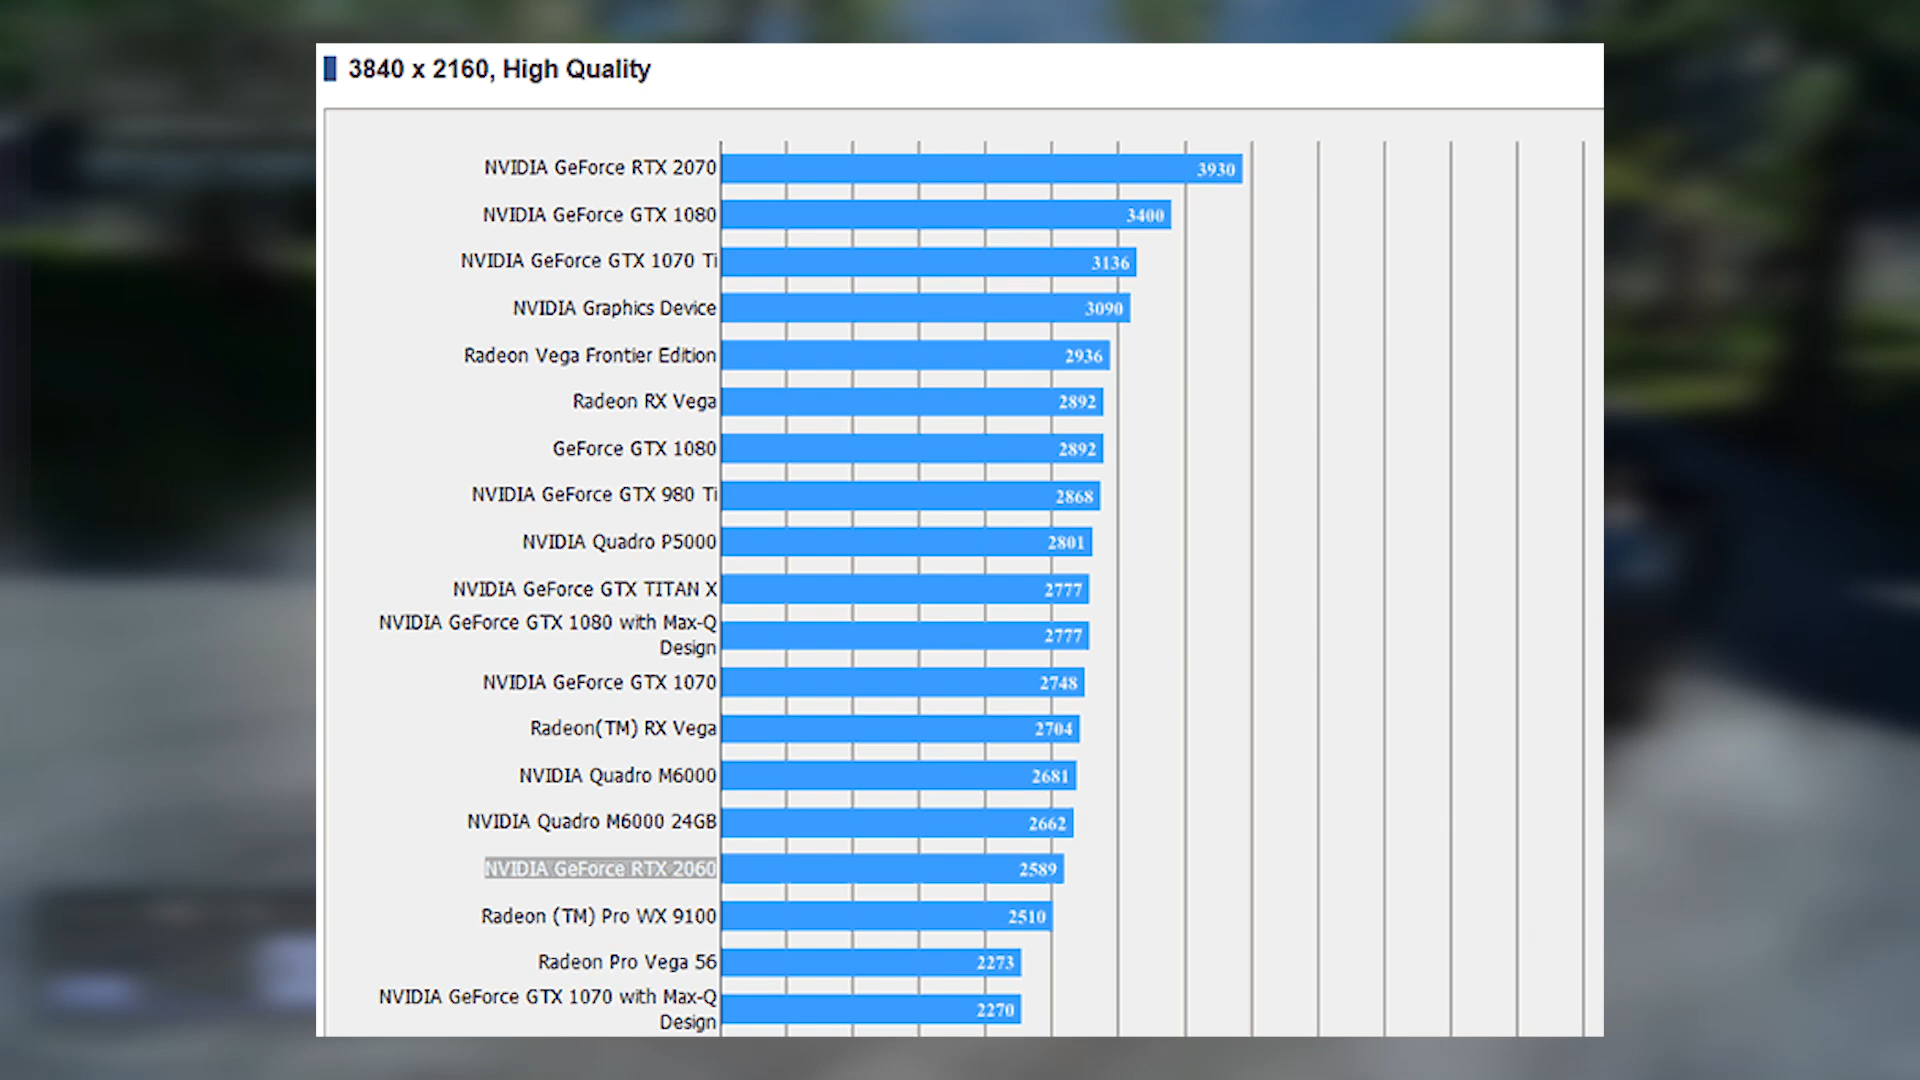 3840 x 2160, High Quality
NVIDIA GeForce RTX 2070 3930
NVIDIA GeForce GTX 1080 3400
NVIDIA GeForce GTX 1070 Ti 3136
NVIDIA Graphics Device 3090
Radeon Vega Frontier Edition 2936
Radeon RX Vega 2892
GeForce GTX 1080 2892
NVIDIA GeForce GTX 980 Ti 2868
NVIDIA Quadro P5000 2801
NVIDIA GeForce GTX TITAN X 2777
NVIDIA GeForce GTX 1080 with Max-Q
Design 2777
NVIDIA GeForce GTX 1070 2748
Radeon(TM) RX Vega 2704
NVIDIA Quadro M6000 2681
NVIDIA Quadro M6000 24GB 2662
NVIDIA GeForce RTX 2060 2589
Radeon (TM) Pro WX 9100 2510
Radeon Pro Vega 56 2273
NVIDIA GeForce GTX 1070 with Max-Q
Design 2270